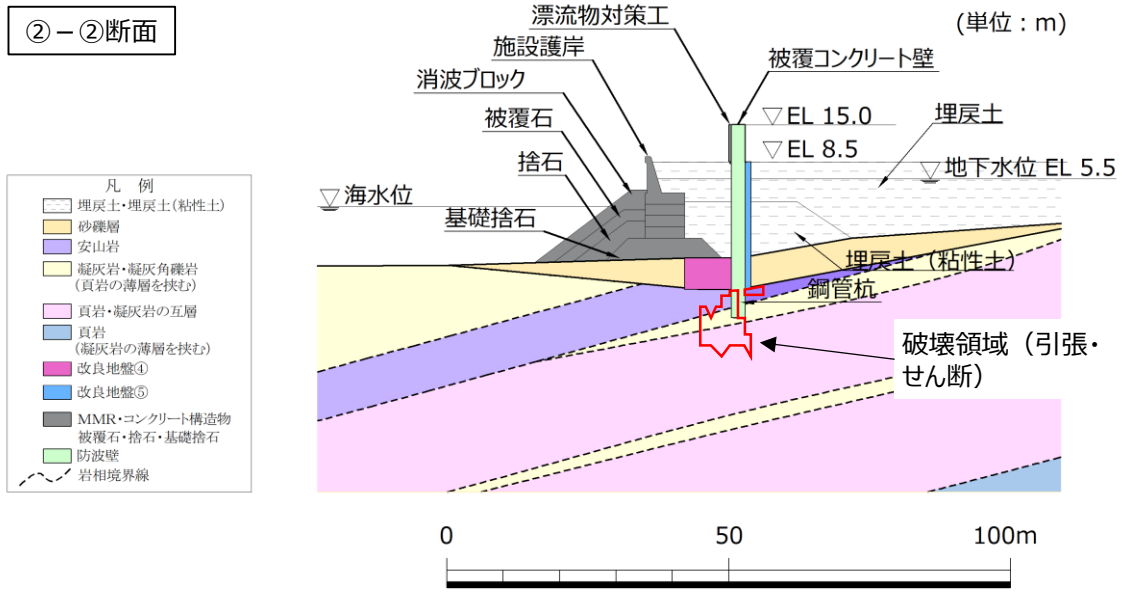 ②－②断面
漂流物対策工
(単位：m)
施設護岸
被覆コンクリート壁
消波ブロック
被覆石
▽EL 15.0
埋戻土
▽EL 8.5
捨石
▽地下水位 EL 5.5
▽海水位
基礎捨石
埋戻土（粘性土）
鋼管杭
破壊領域（引張・
せん断）
凡　例
埋戻土・埋戻土(粘性土)
砂礫層
安山岩
凝灰岩・凝灰角礫岩
(頁岩の薄層を挟む)
頁岩・凝灰岩の互層
頁岩
(凝灰岩の薄層を挟む)
改良地盤④
改良地盤⑤
MMR・コンクリート構造物
被覆石・捨石・基礎捨石
防波壁
岩相境界線
0
50
100m